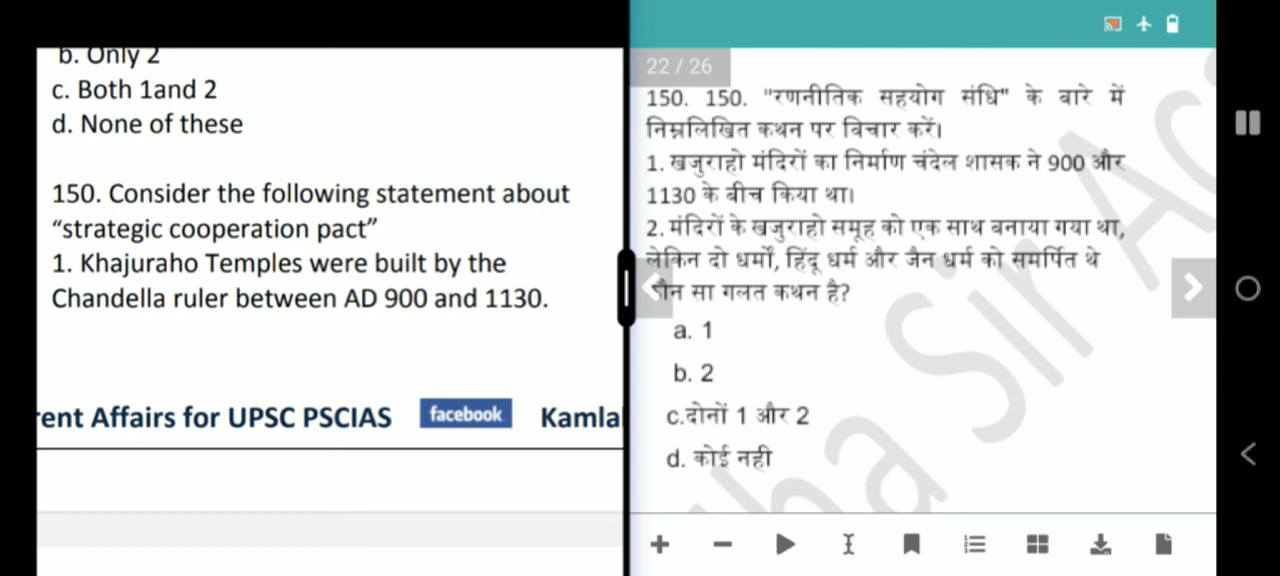 b. Only 2
c. Both 1and 2
d. None of these
150. Consider the following statement about
“strategic cooperation pact”
1. Khajuraho Temples were built by the
Chandella ruler between AD 900 and 1130.
rent Affairs for UPSC PSCIAS
facebook
Kamla
22 / 26
150. 150. "रणनीतिक सहयोग संधि" के बारे में
निम्नलिखित कथन पर विचार करें।
1. खजुराहो मंदिरों का निर्माण चंदेल शासक ने 900 और
1130 के बीच किया था।
2. मंदिरों के खजुराहो समूह को एक साथ बनाया गया था,
लेकिन दो धर्मों, हिंदू धर्म और जैन धर्म को समर्पित थे
कौन सा गलत कथन है?
a. 1
b. 2
c.दोनों 1 और 2
d. कोई नही